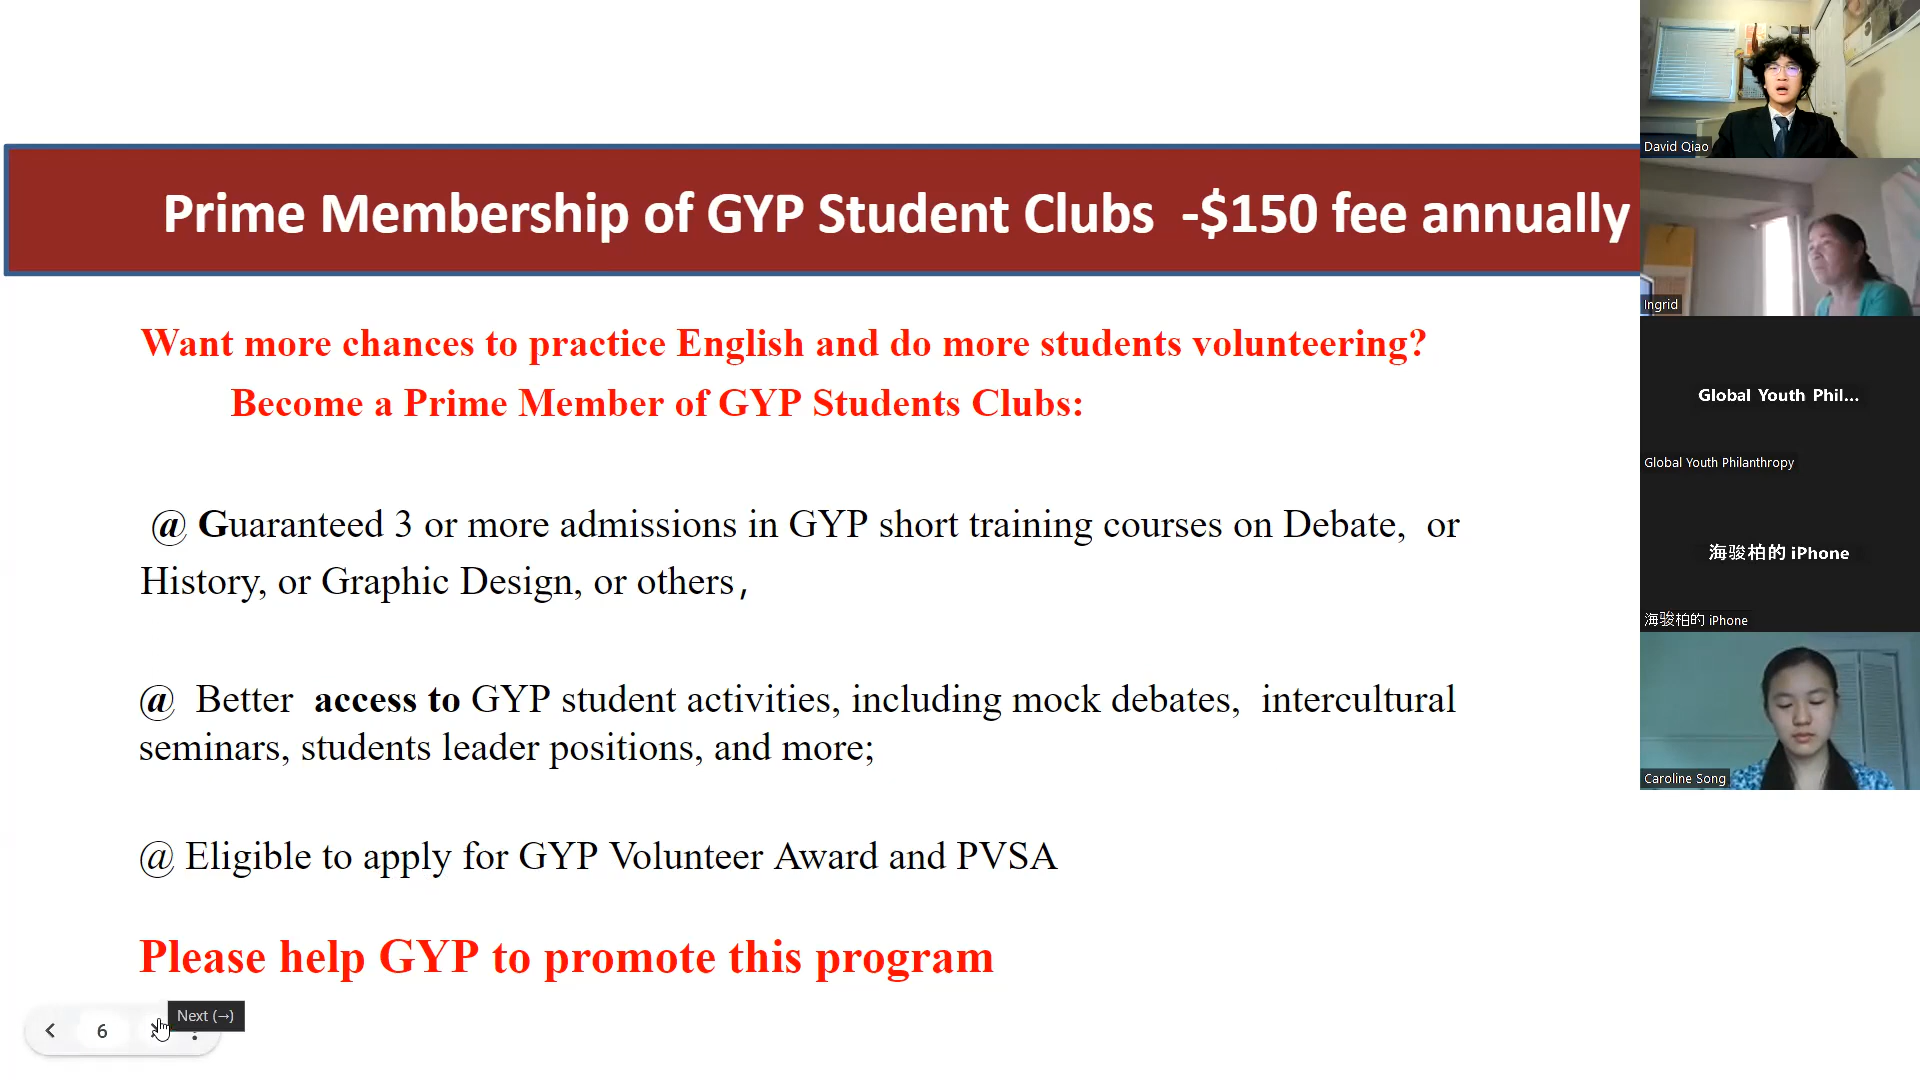 Prime Membership of GYP Student Clubs  -$150 fee annually
Want more chances to practice English and do more students volunteering?
Become a Prime Member of GYP Students Clubs:
@ Guaranteed 3 or more admissions in GYP short training courses on Debate,  or
History, or Graphic Design, or others，
@  Better  access to GYP student activities, including mock debates,  intercultural
seminars, students leader positions, and more;
@ Eligible to apply for GYP Volunteer Award and PVSA
Please help GYP to promote this program
6
Next (→)
David Qiao
Ingrid
Global Youth Phil...
Global Youth Philanthropy
海骏柏的 iPhone
海骏柏的 iPhone
Caroline Song